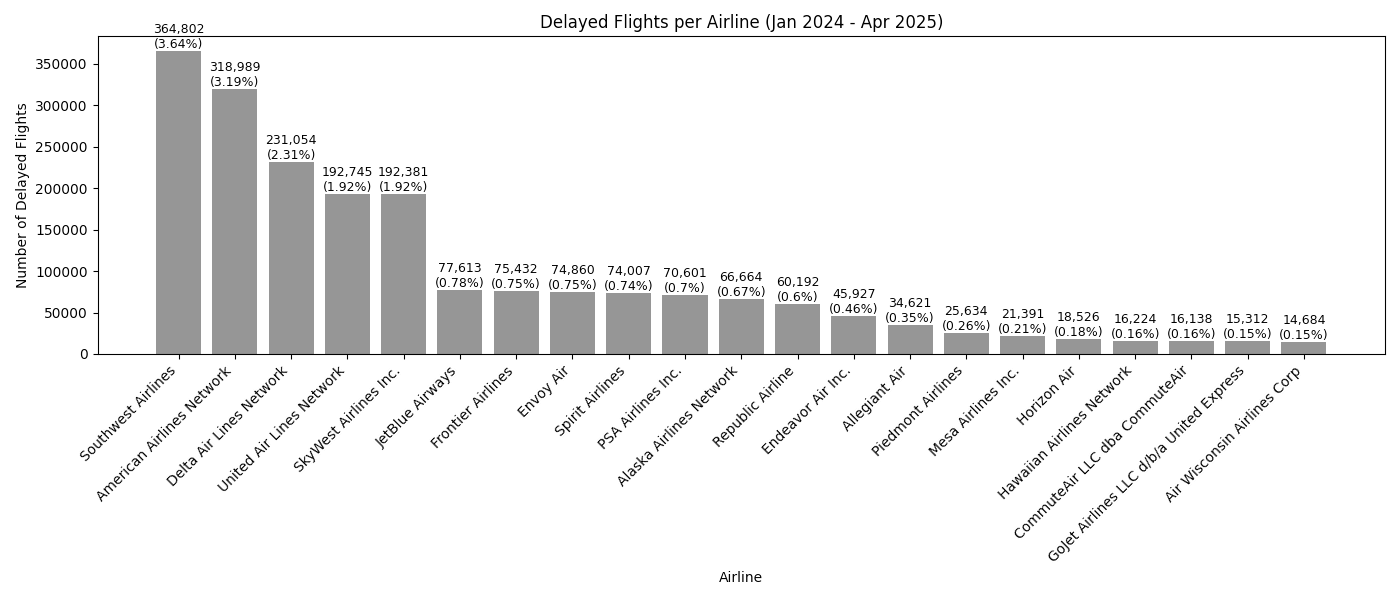 Delayed Flights per Airline (Jan 2024 - Apr 2025)
Number of Delayed Flights
350000
300000
250000
200000
150000
100000
50000
0
364,802
(3.64%)
318,989
(3.19%)
231,054
(2.31%)
192,745
(1.92%)
192,381
(1.92%)
77,613
(0.78%)
75,432
(0.75%)
74,860
(0.75%)
74,007
(0.74%)
70,601
(0.7%)
66,664
(0.67%)
60,192
(0.6%)
45,927
(0.46%)
34,621
(0.35%)
25,634
(0.26%)
21,391
(0.21%)
18,526
(0.18%)
16,224
(0.16%)
16,138
(0.16%)
15,312
(0.15%)
14,684
(0.15%)
Southwest Airlines
American Airlines Network
Delta Air Lines Network
United Air Lines Network
SkyWest Airlines Inc.
JetBlue Airways
Frontier Airlines
Envoy Air
Spirit Airlines
PSA Airlines Inc.
Alaska Airlines Network
Republic Airline
Endeavor Air Inc.
Allegiant Air
Piedmont Airlines
Mesa Airlines Inc.
Horizon Air
Hawaiian Airlines Network
CommuteAir LLC dba CommuteAir
GoJet Airlines LLC d/b/a United Express
Air Wisconsin Airlines Corp
Airline